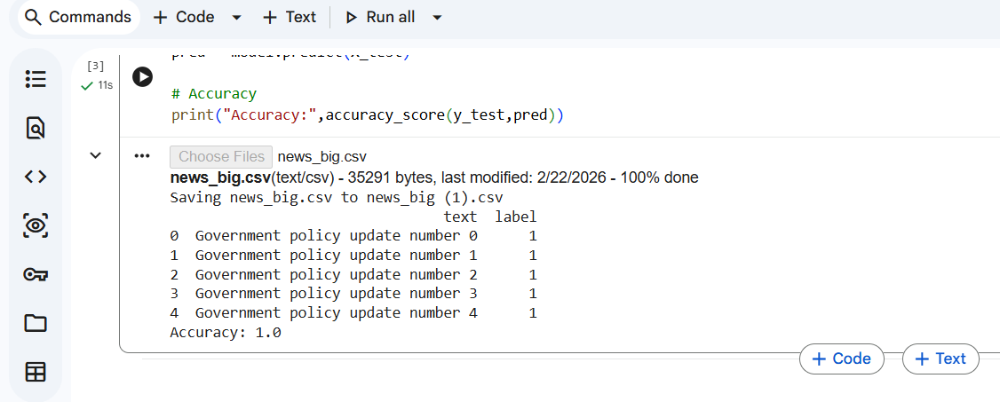 Commands + Code + Text Run all
[3]
pred = model.predict(X_test)
11s
# Accuracy
print("Accuracy:",accuracy_score(y_test,pred))
Choose Files news_big.csv
news_big.csv(text/csv) - 35291 bytes, last modified: 2/22/2026 - 100% done
Saving news_big.csv to news_big (1).csv
text label
0 Government policy update number 0 1
1 Government policy update number 1 1
2 Government policy update number 2 1
3 Government policy update number 3 1
4 Government policy update number 4 1
Accuracy: 1.0
+ Code + Text